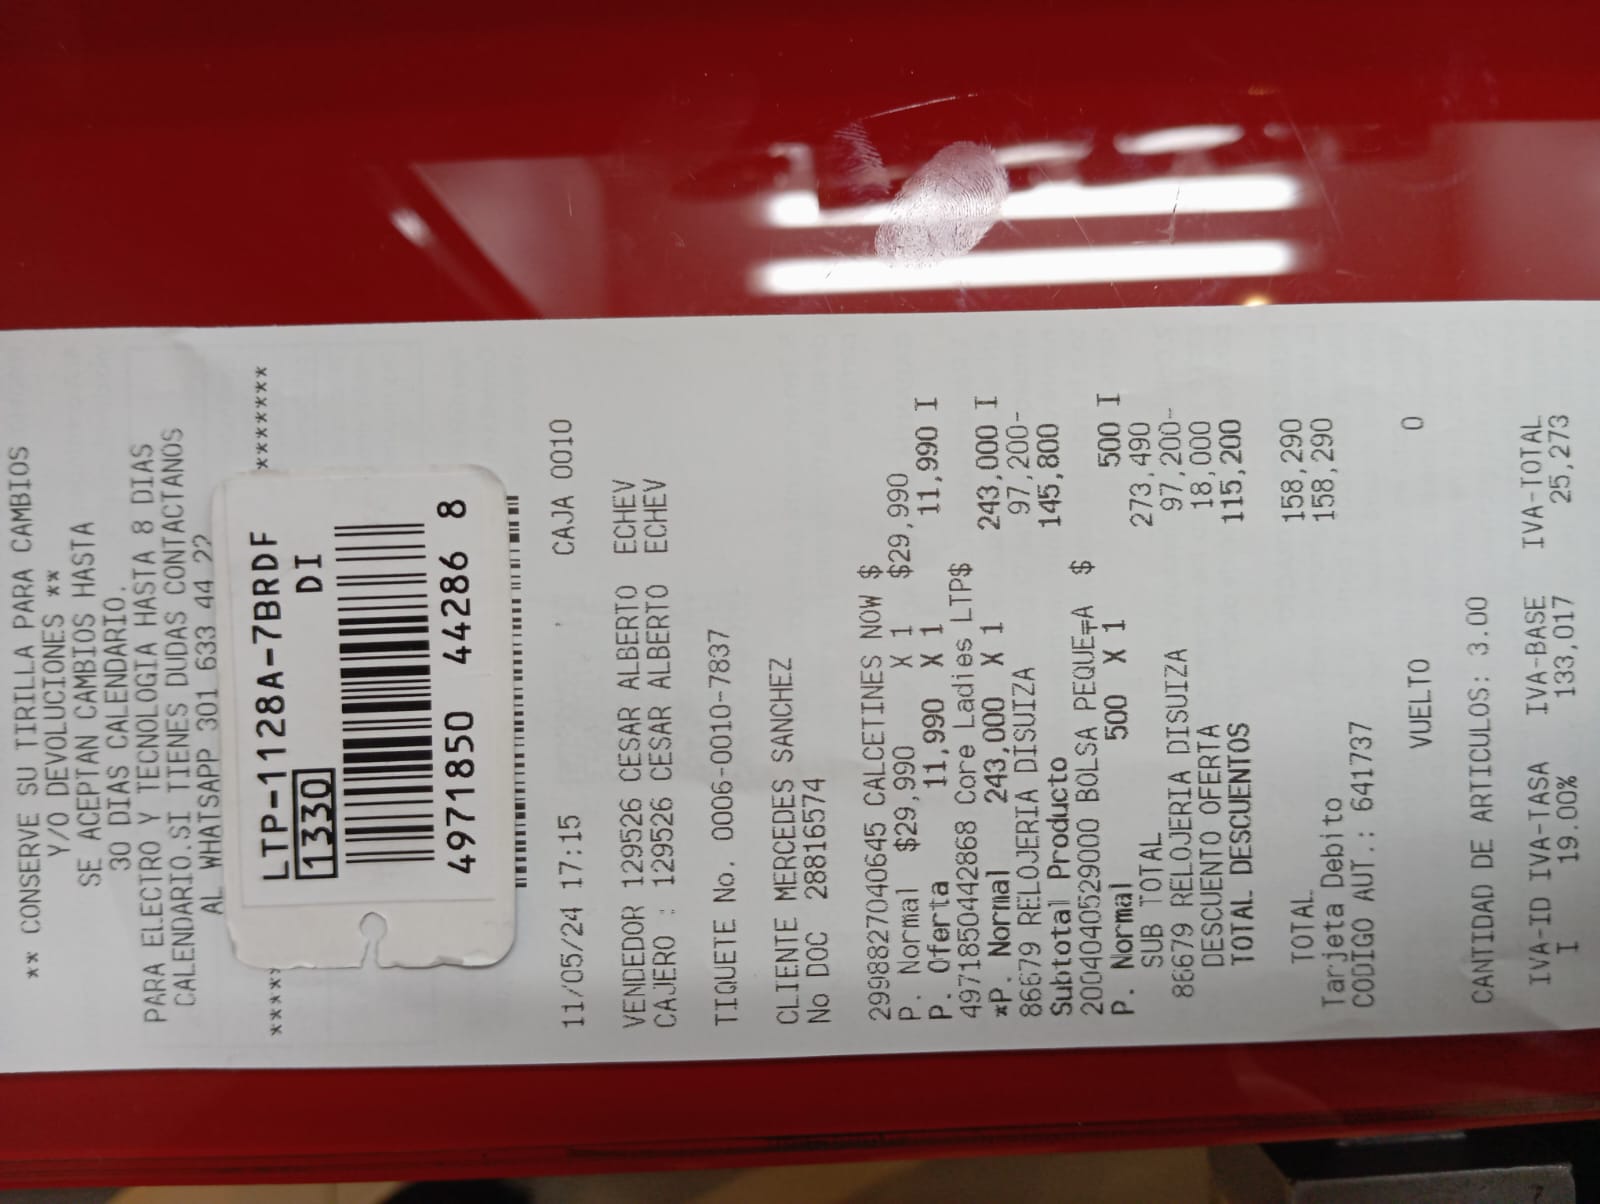 ** CONSERVE SU TIRILLA PARA CAMBIOS
Y/O DEVOLUCIONES **
SE ACEPTAN CAMBIOS HASTA
30 DIAS CALENDARIO.
PARA ELECTRO Y TECNOLOGIA HASTA 8 DIAS
CALENDARIO.SI TIENES DUDAS CONTACTANOS
AL WHATSAPP 301 633 44 22
LTP-1128A-7BRDF
1330 DI
4971850 44286 8
11/05/24 17:15 CAJA 0010
VENDEDOR 129526 CESAR ALBERTO ECHEV
CAJERO : 129526 CESAR ALBERTO ECHEV
TIQUETE No. 0006-0010-7837
CLIENTE MERCEDES SANCHEZ
No DOC 28816574
2998827040645 CALCETINES NOW $
P. Normal $29,990 X 1 $29,990
P. Oferta 11,990 X 1 11,990 I
4971850442868 Core Ladies LTP$
*P. Normal 243,000 X 1 243,000 I
86679 RELOJERIA DISUIZA 97,200-
Subtotal Producto 145,800
2004040529000 BOLSA PEQUE=A $
P. Normal 500 X 1 500 I
SUB TOTAL 273,490
86679 RELOJERIA DISUIZA 97,200-
DESCUENTO OFERTA 18,000
TOTAL DESCUENTOS 115,200
TOTAL 158,290
Tarjeta Debito 158,290
CODIGO AUT.: 641737
VUELTO 0
CANTIDAD DE ARTICULOS: 3.00
IVA-ID IVA-TASA IVA-BASE IVA-TOTAL
I 19.00% 133,017 25,273